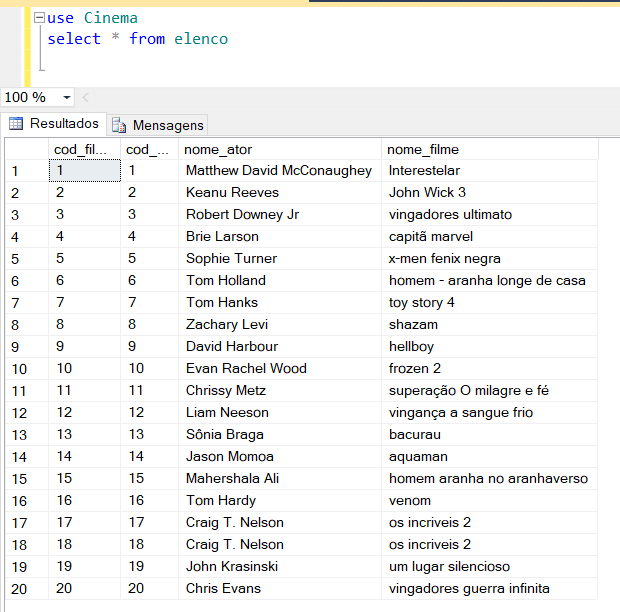 use Cinema
select * from elenco
100 %
Resultados Mensagens
cod_fil... cod_... nome_ator nome_filme
1 1 1 Matthew David McConaughey Interestelar
2 2 2 Keanu Reeves John Wick 3
3 3 3 Robert Downey Jr vingadores ultimato
4 4 4 Brie Larson capitã marvel
5 5 5 Sophie Turner x-men fenix negra
6 6 6 Tom Holland homem - aranha longe de casa
7 7 7 Tom Hanks toy story 4
8 8 8 Zachary Levi shazam
9 9 9 David Harbour hellboy
10 10 10 Evan Rachel Wood frozen 2
11 11 11 Chrissy Metz superação O milagre e fé
12 12 12 Liam Neeson vingança a sangue frio
13 13 13 Sônia Braga bacurau
14 14 14 Jason Momoa aquaman
15 15 15 Mahershala Ali homem aranha no aranhaverso
16 16 16 Tom Hardy venom
17 17 17 Craig T. Nelson os incriveis 2
18 18 18 Craig T. Nelson os incriveis 2
19 19 19 John Krasinski um lugar silencioso
20 20 20 Chris Evans vingadores guerra infinita